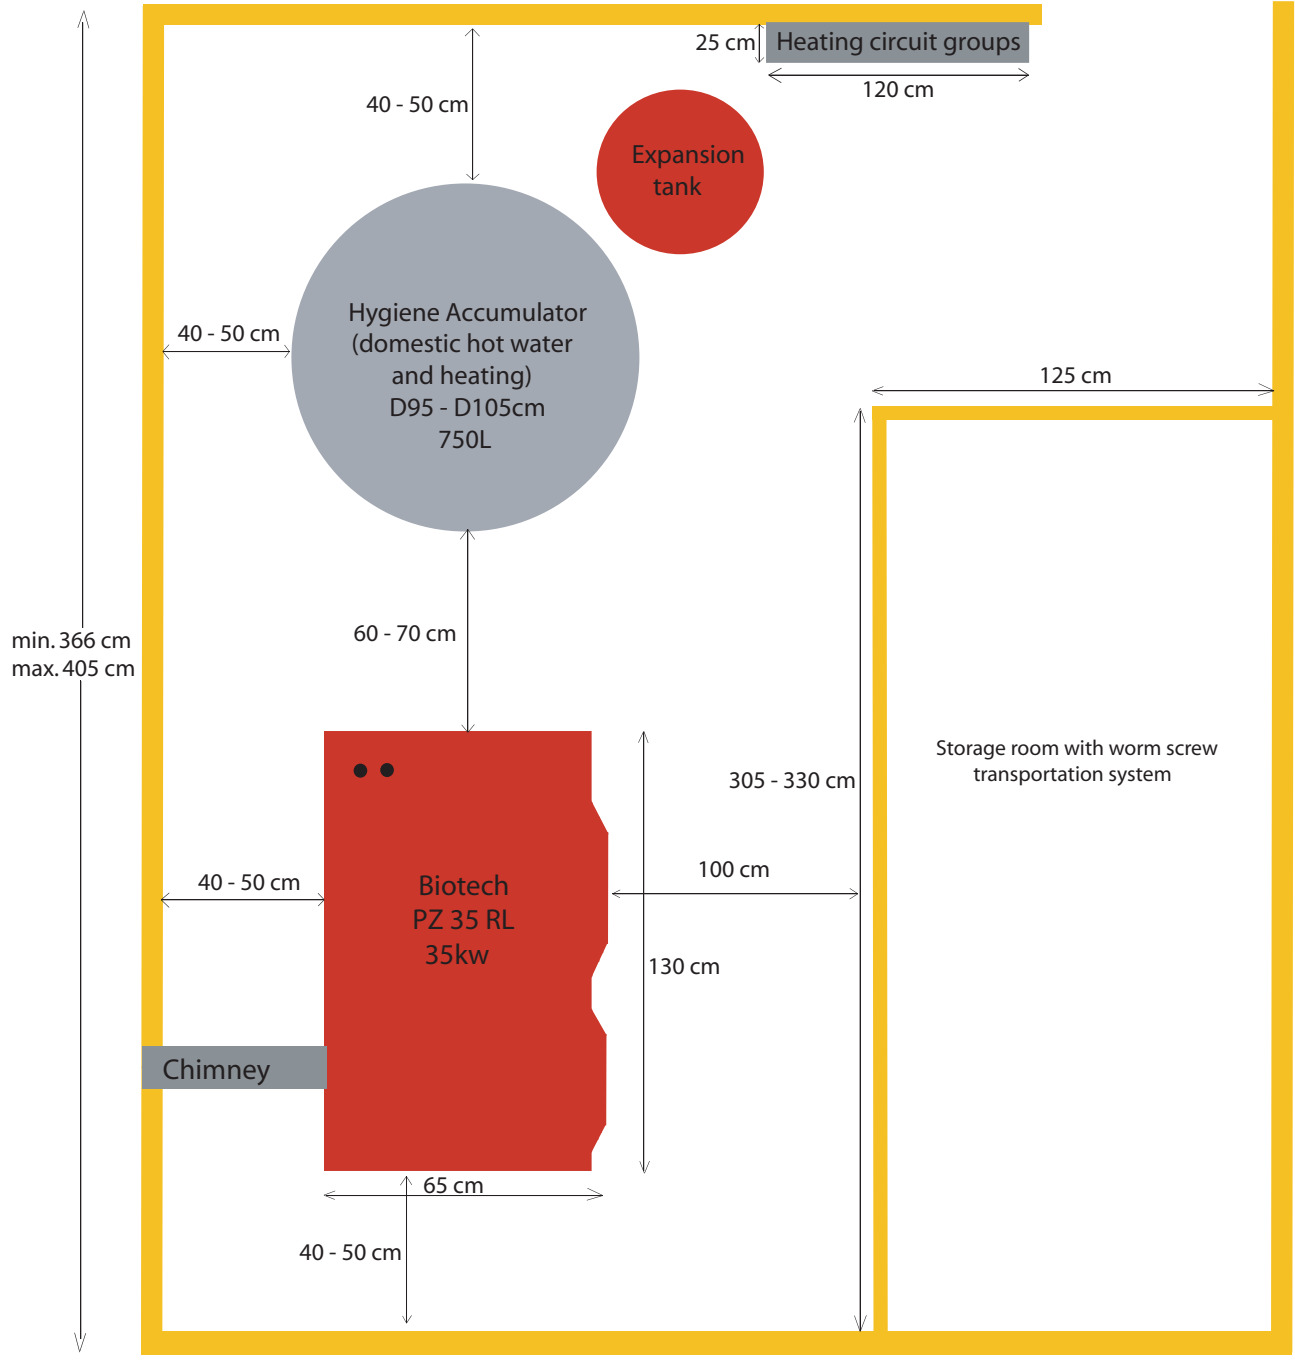 25 cm
Heating circuit groups
120 cm
40 - 50 cm
Expansion
tank
Hygiene Accumulator
(domestic hot water
and heating)
D95 - D105cm
750L
40 - 50 cm
125 cm
min. 366 cm
max. 405 cm
60 - 70 cm
Storage room with worm screw
transportation system
305 - 330 cm
100 cm
40 - 50 cm
Biotech
PZ 35 RL
35kw
130 cm
Chimney
65 cm
40 - 50 cm